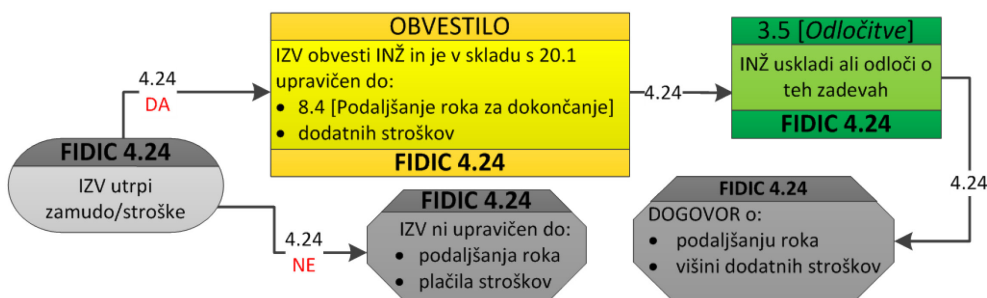 OBVESTILO
IZV obvesti INŽ in je v skladu s 20.1
upravičen do:
• 8.4 [Podaljšanje roka za dokončanje]
• dodatnih stroškov
FIDIC 4.24
3.5 [Odločitve]
INŽ uskladi ali odloči o
teh zadevah
FIDIC 4.24
4.24
DA
4.24
FIDIC 4.24
IZV utrpi
zamudo/stroške
4.24
NE
FIDIC 4.24
IZV ni upravičen do:
• podaljšanja roka
• plačila stroškov
4.24
FIDIC 4.24
DOGOVOR o:
• podaljšanju roka
• višini dodatnih stroškov